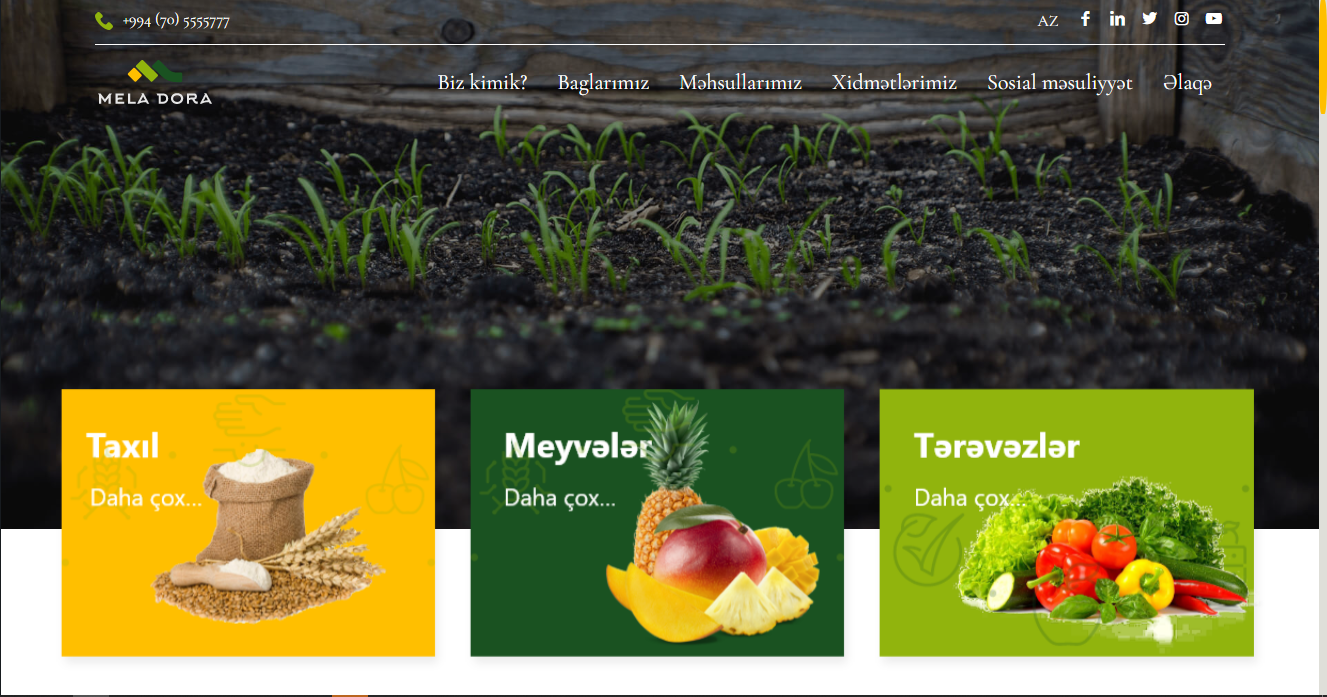 +994 (70) 5555777
AZ
MELA DORA
Biz kimik? Baglarımız Məhsullarımız Xidmətlərimiz Sosial məsuliyyət Əlaqə
Taxıl
Daha çox...
Meyvələr
Daha çox...
Tərəvəzlər
Daha çox...